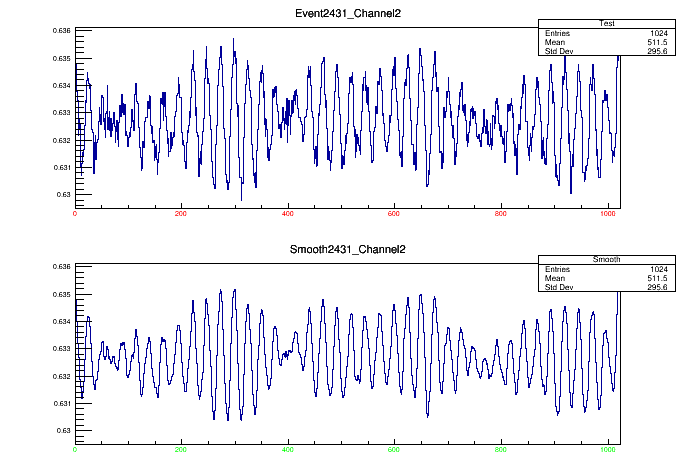 Event2431_Channel2
Test
Entries 1024
Mean 511.5
Std Dev 295.6
0.636
0.635
0.634
0.633
0.632
0.631
0.63
0 200 400 600 800 1000
Smooth2431_Channel2
Smooth
Entries 1024
Mean 511.5
Std Dev 295.6
0.636
0.635
0.634
0.633
0.632
0.631
0.63
0 200 400 600 800 1000